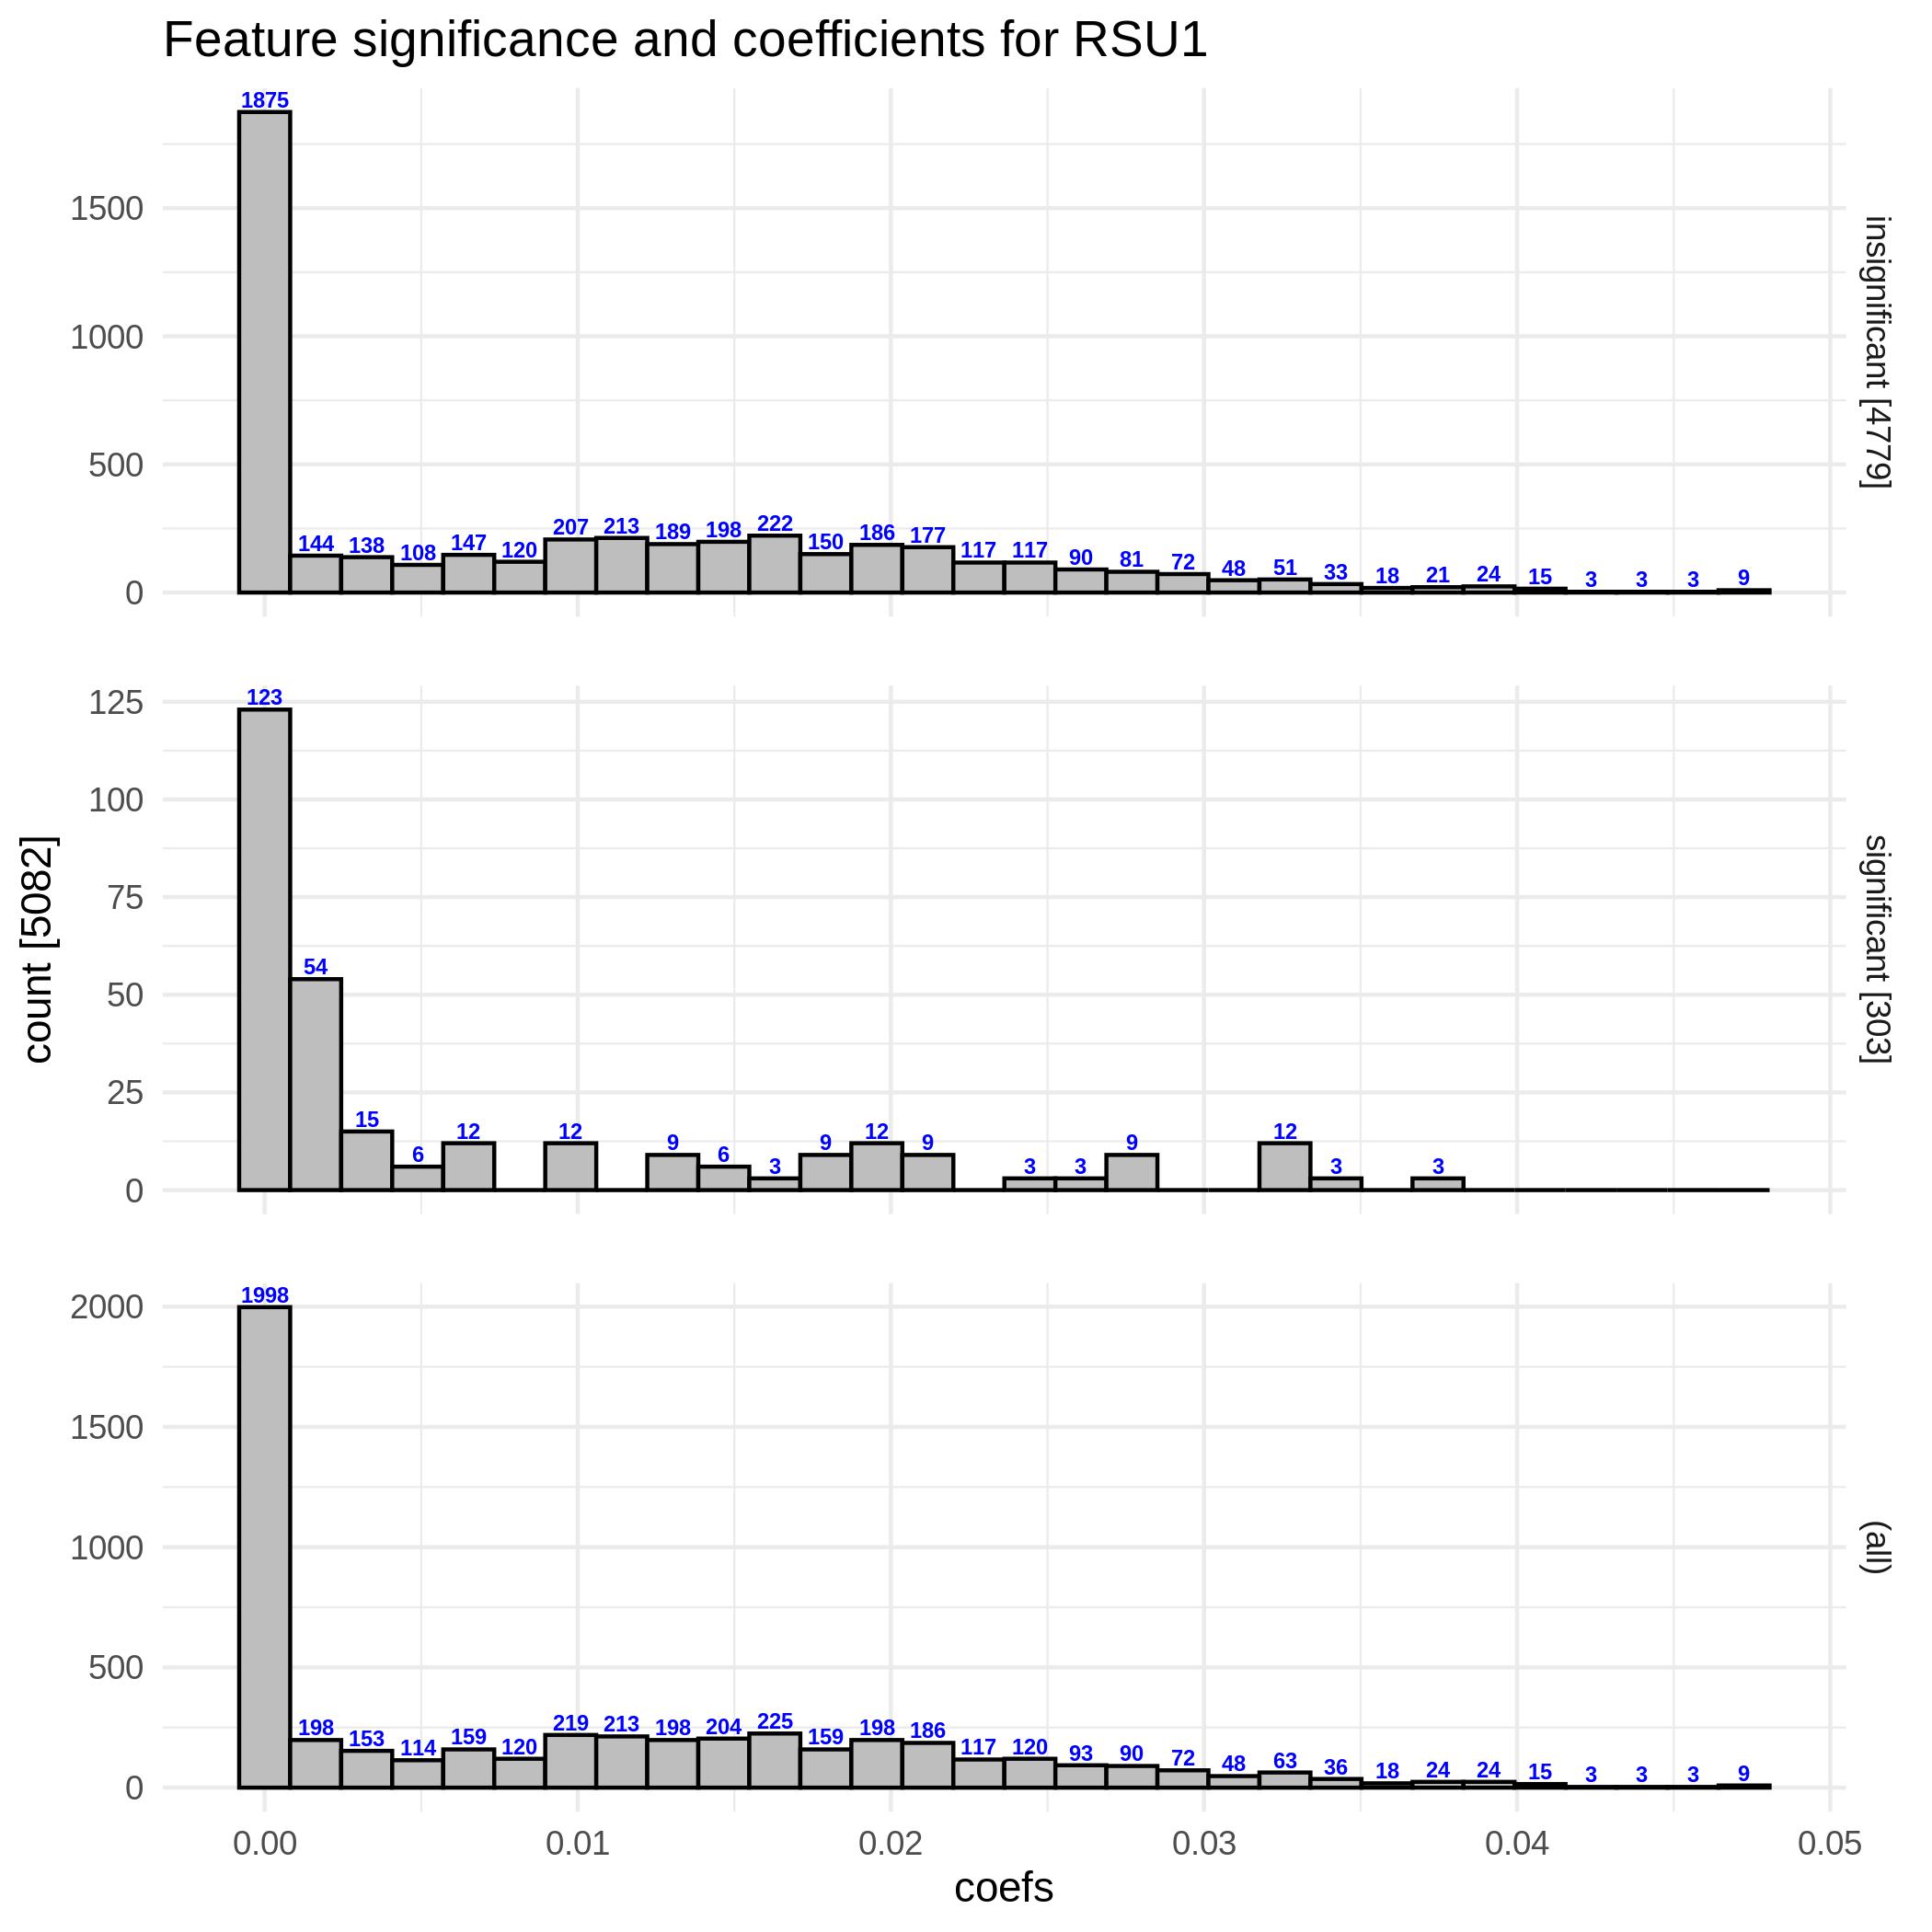 Feature significance and coefficients for RSU1
1875
1500
1000
500
0
144 138 108 147 120 207 213 189 198 222 150 186 177 117 117 90 81 72 48 51 33 18 21 24 15 3 3 3 9
insignificant [4779]
123
125
100
75
50
25
0
54 15 6 12 12 9 6 3 9 12 9 3 3 9 12 3 3
significant [303]
count [5082]
1998
2000
1500
1000
500
0
198 153 114 159 120 219 213 198 204 225 159 198 186 117 120 93 90 72 48 63 36 18 24 24 15 3 3 3 9
(all)
0.00 0.01 0.02 0.03 0.04 0.05
coefs